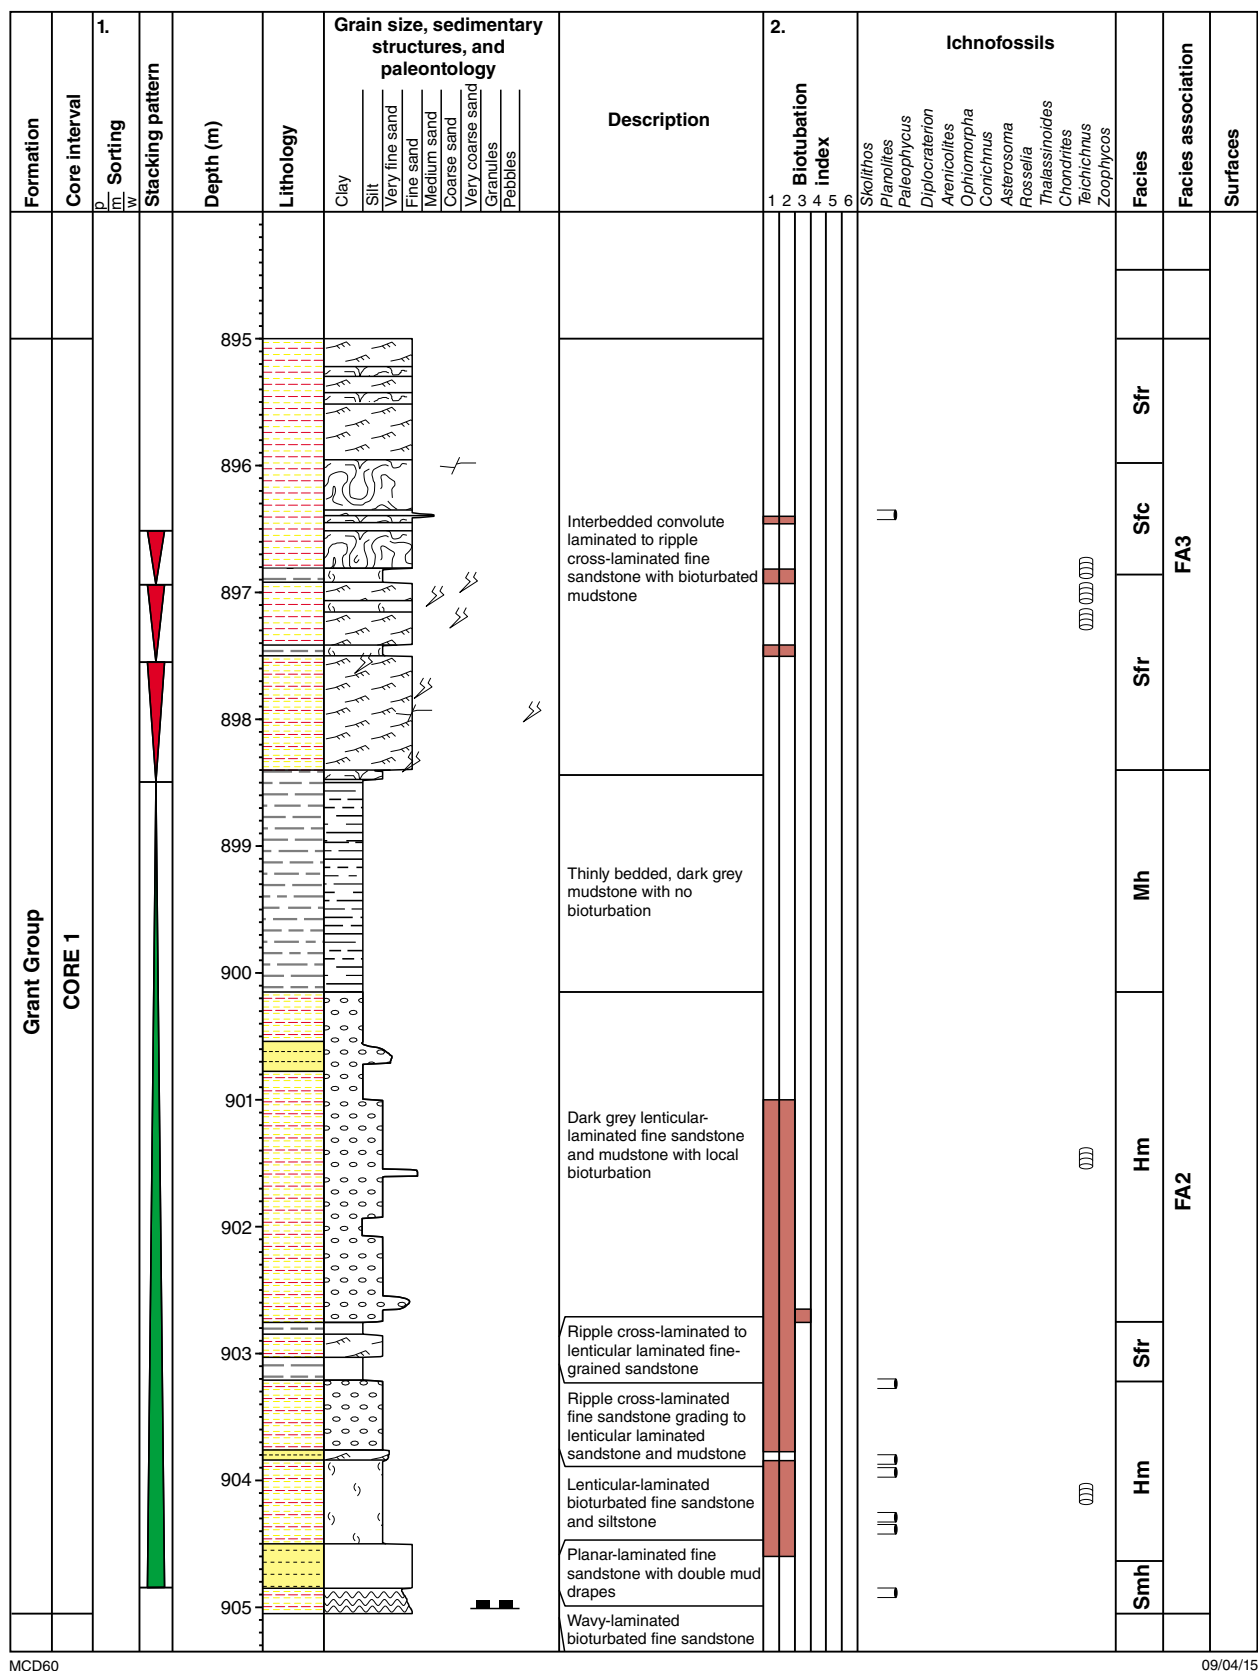 1.
Grain size, sedimentary
structures, and
paleontology
2.
Ichnofossils
Formation
Core interval
p
m
w
Sorting
Stacking pattern
Depth (m)
Lithology
Clay
Silt
Very fine sand
Fine sand
Medium sand
Coarse sand
Very coarse sand
Granules
Pebbles
Description
Biotubation
index
1 2 3 4 5 6
Skolithos
Planolites
Paleophycus
Diplocraterion
Arenicolites
Ophiomorpha
Conichnus
Asterosoma
Rosselia
Thalassinoides
Chondrites
Teichichnus
Zoophycos
Facies
Facies association
Surfaces
895
896
897
898
899
900
901
902
903
904
905
Grant Group
CORE 1
Interbedded convolute
laminated to ripple
cross-laminated fine
sandstone with bioturbated
mudstone
Thinly bedded, dark grey
mudstone with no
bioturbation
Dark grey lenticular-
laminated fine sandstone
and mudstone with local
bioturbation
Ripple cross-laminated to
lenticular laminated fine-
grained sandstone
Ripple cross-laminated
fine sandstone grading to
lenticular laminated
sandstone and mudstone
Lenticular-laminated
bioturbated fine sandstone
and siltstone
Planar-laminated fine
sandstone with double mud
drapes
Wavy-laminated
bioturbated fine sandstone
Sfr
Sfc
Sfr
Mh
Hm
Sfr
Hm
Smh
FA3
FA2
MCD60
09/04/15